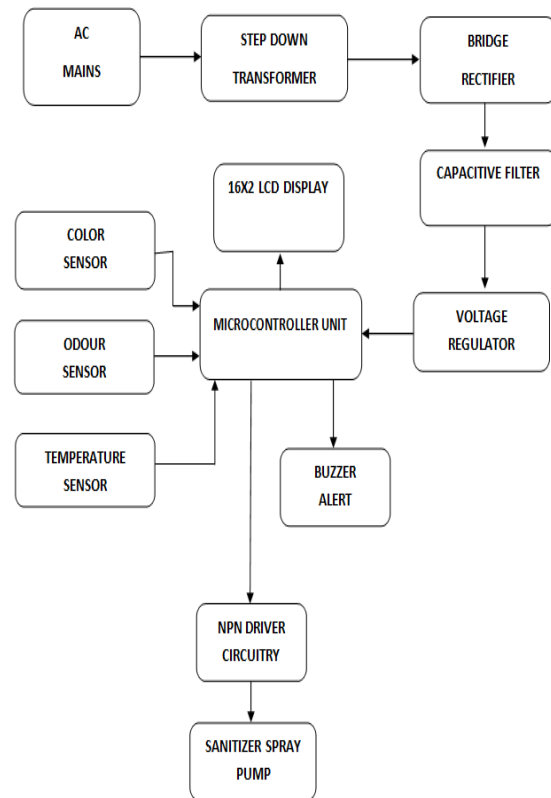 AC
MAINS
STEP DOWN
TRANSFORMER
BRIDGE
RECTIFIER
16X2 LCD DISPLAY
CAPACITIVE FILTER
COLOR
SENSOR
MICROCONTROLLER UNIT
VOLTAGE
REGULATOR
ODOUR
SENSOR
TEMPERATURE
SENSOR
BUZZER
ALERT
NPN DRIVER
CIRCUITRY
SANITIZER SPRAY
PUMP